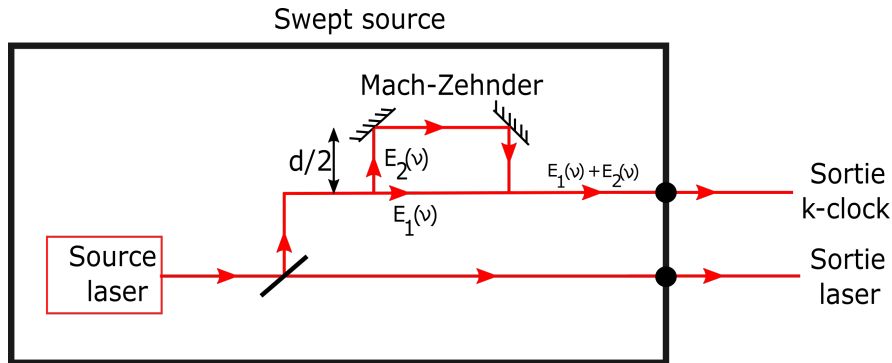 Swept source
Mach-Zehnder
d/2
E₂(ν)
E₁(ν)
E₁(ν)+E₂(ν)
Sortie
k-clock
Source
laser
Sortie
laser